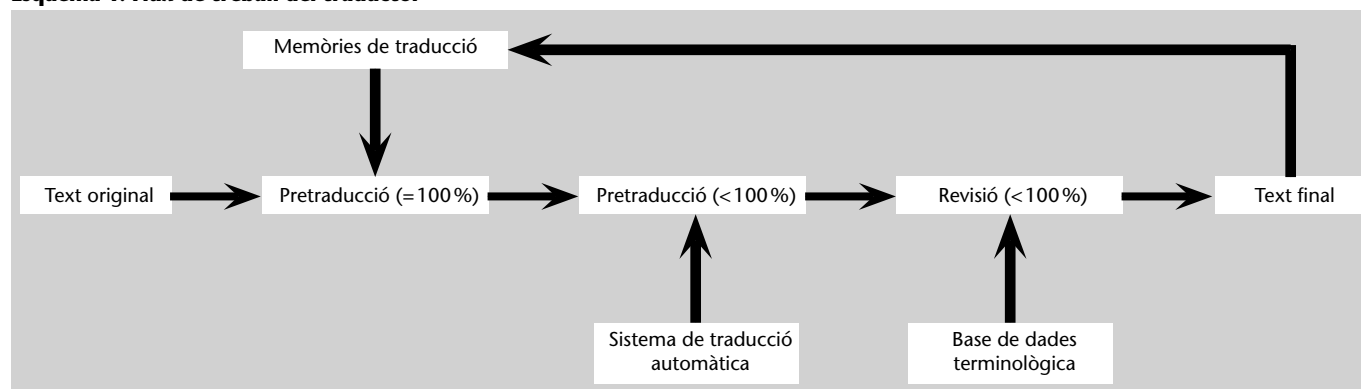 Memòries de traducció
Text original
Pretraducció (=100%)
Pretraducció (<100%)
Revisió (<100%)
Text final
Sistema de traducció
automàtica
Base de dades
terminològica